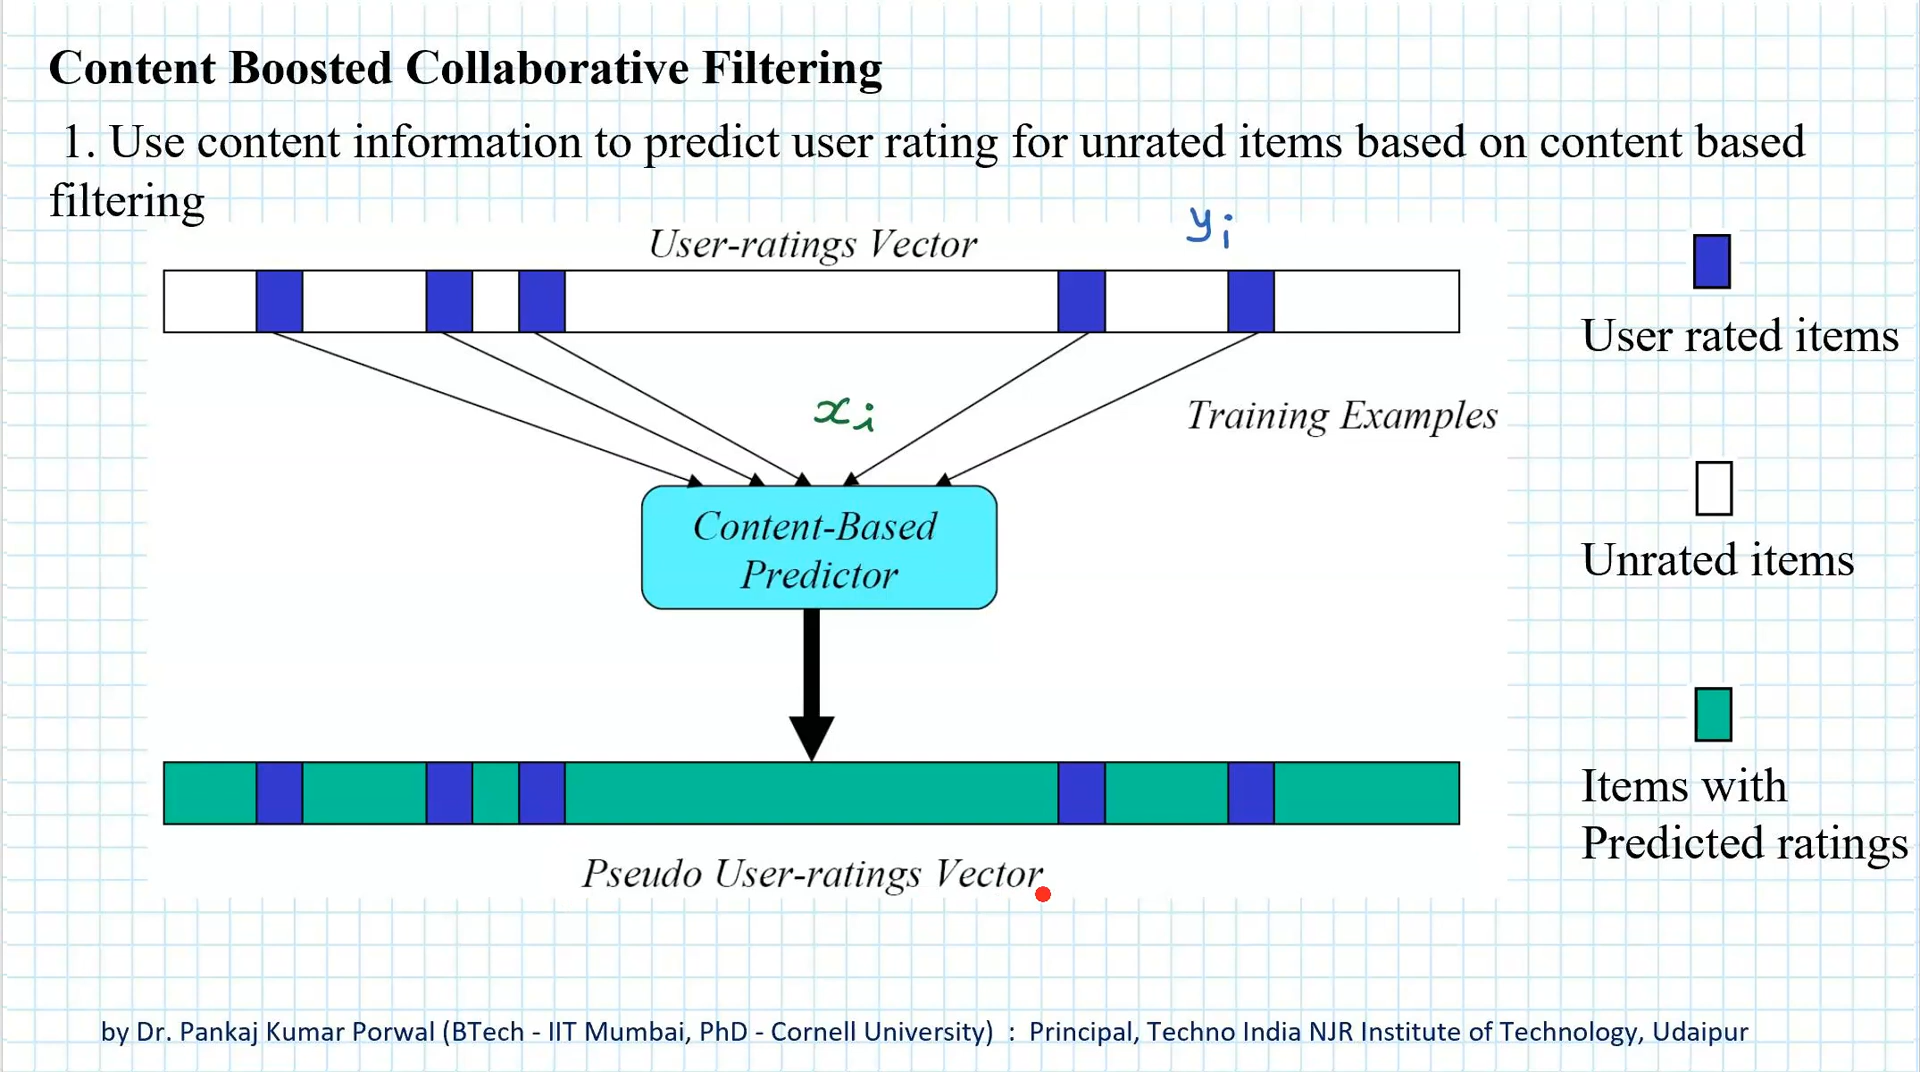 Content Boosted Collaborative Filtering
1. Use content information to predict user rating for unrated items based on content based
filtering
User-ratings Vector
y i
User rated items
x i
Training Examples
Content-Based
Predictor
Unrated items
Items with
Predicted ratings
Pseudo User-ratings Vector
by Dr. Pankaj Kumar Porwal (BTech - IIT Mumbai, PhD - Cornell University) : Principal, Techno India NJR Institute of Technology, Udaipur